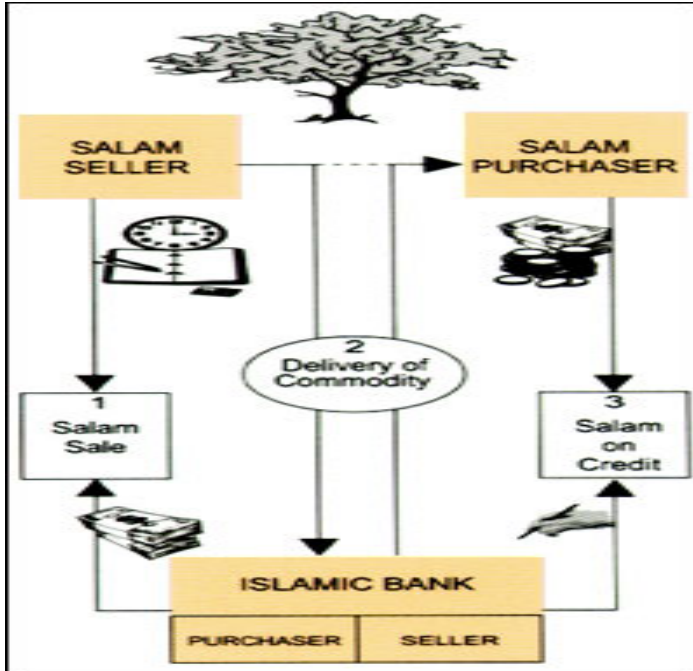 SALAM
SELLER
SALAM
PURCHASER
2
Delivery of
Commodity
1
Salam
Sale
3
Salam
on
Credit
ISLAMIC BANK
PURCHASER
SELLER